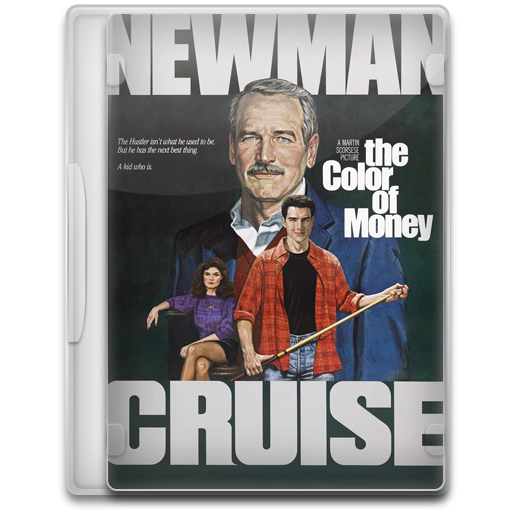 NEWMAN
The Hustler isn't what he used to be.
But he has the next best thing.
A kid who is.
A MARTIN
SCORSESE
PICTURE
the
Color
of
Money
CRUISE